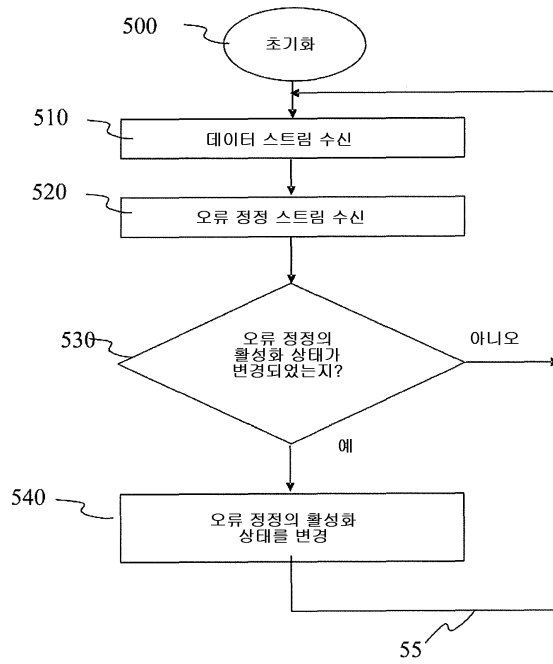 500
초기화
510
데이터 스트림 수신
520
오류 정정 스트림 수신
530
오류 정정의
활성화 상태가
변경되었는지?
아니오
예
540
오류 정정의 활성화
상태를 변경
55